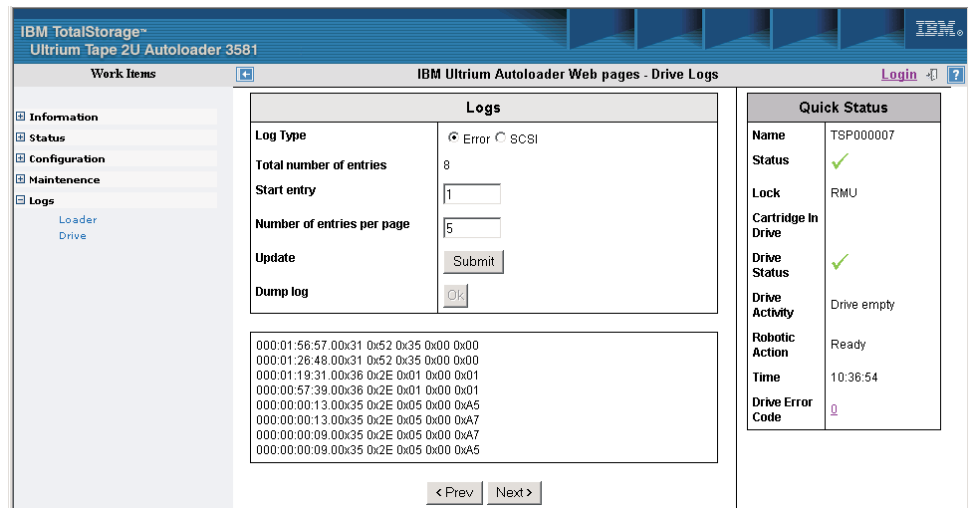 IBM TotalStorage™
Ultrium Tape 2U Autoloader 3581
IBM®
Work Items
IBM Ultrium Autoloader Web pages - Drive Logs
Login ?
Information
Status
Configuration
Maintenence
Logs
Loader
Drive
Logs
Log Type Error SCSI
Total number of entries 8
Start entry 1
Number of entries per page 5
Update Submit
Dump log Ok
000:01:56:57.00x31 0x52 0x35 0x00 0x00
000:01:26:48.00x31 0x52 0x35 0x00 0x00
000:01:19:31.00x36 0x2E 0x01 0x00 0x01
000:00:57:39.00x36 0x2E 0x01 0x00 0x01
000:00:00:13.00x35 0x2E 0x05 0x00 0xA5
000:00:00:13.00x35 0x2E 0x05 0x00 0xA7
000:00:00:09.00x35 0x2E 0x05 0x00 0xA7
000:00:00:09.00x35 0x2E 0x05 0x00 0xA5
< Prev Next >
Quick Status
Name TSP000007
Status
Lock RMU
Cartridge In
Drive
Drive
Status
Drive
Activity Drive empty
Robotic
Action Ready
Time 10:36:54
Drive Error
Code 0